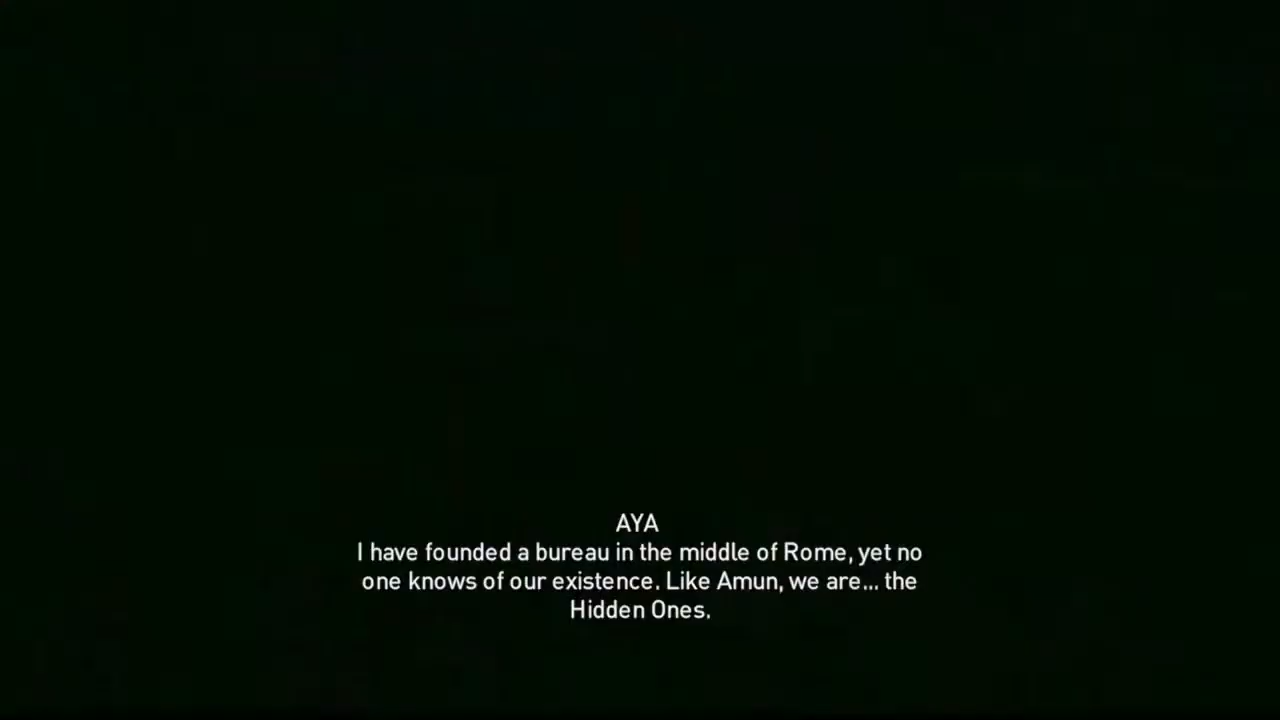 AYA
I have founded a bureau in the middle of Rome, yet no
one knows of our existence. Like Amun, we are... the
Hidden Ones.